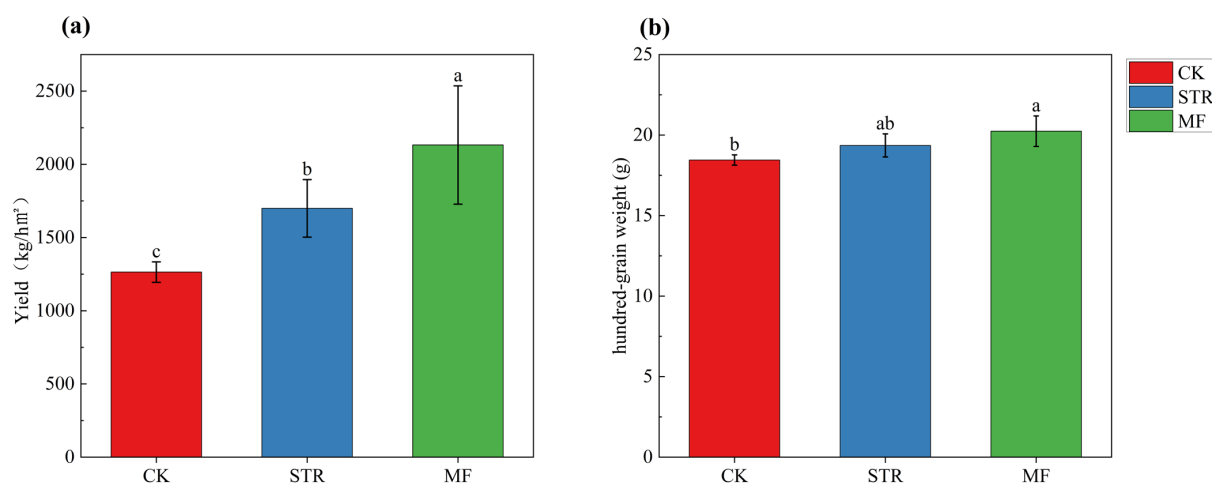 (a)
Yield（kg/hm²）
2500
2000
1500
1000
500
0
c
b
a
CK
STR
MF
(b)
hundred-grain weight (g)
25
20
15
10
5
0
b
ab
a
CK
STR
MF
CK
STR
MF